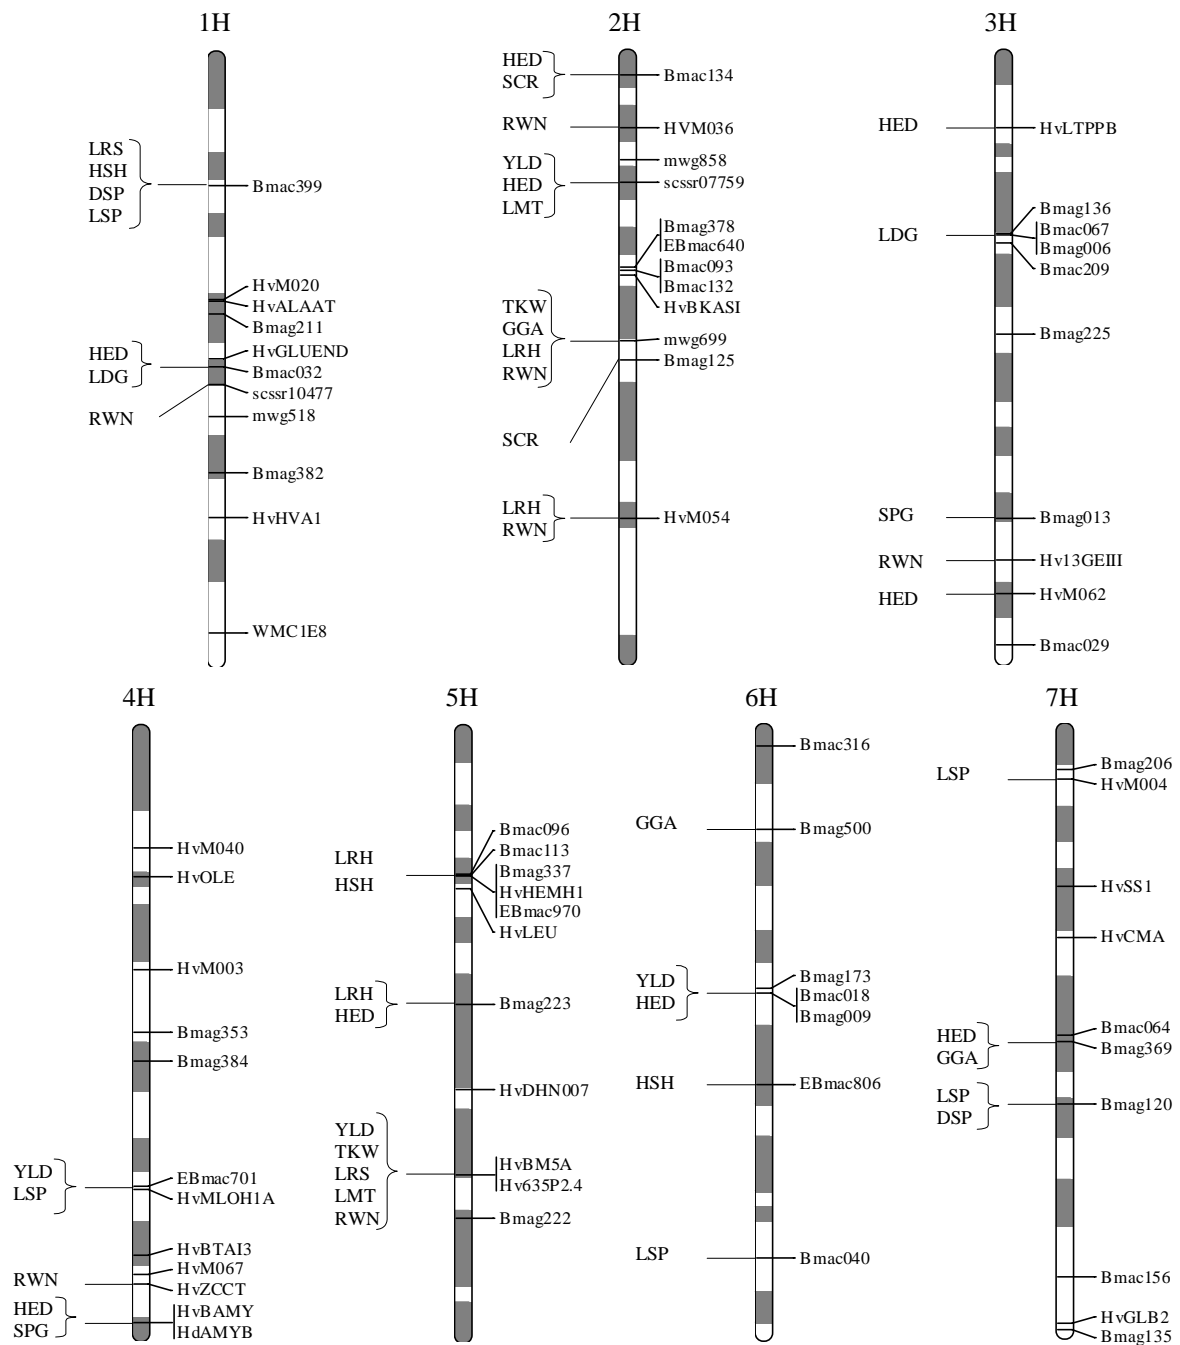 1H
LRS
HSH
DSP
LSP
Bmac399
HvM020
HvALAAT
Bmag211
HvGLUEND
HED
LDG
Bmac032
scssr10477
RWN
mwg518
Bmag382
HvHVA1
WMC1E8
2H
HED
SCR
Bmac134
RWN
HVM036
YLD
HED
LMT
mwg858
scssr07759
Bmag378
EBmac640
Bmac093
Bmac132
HvBKASI
TKW
GGA
LRH
RWN
mwg699
Bmag125
SCR
LRH
RWN
HvM054
3H
HED
HvLTPPB
LDG
Bmag136
Bmac067
Bmag006
Bmac209
Bmag225
SPG
Bmag013
RWN
Hv13GEIII
HED
HvM062
Bmac029
4H
HvM040
HvOLE
HvM003
Bmag353
Bmag384
YLD
LSP
EBmac701
HvMLOH1A
HvBTAI3
HvM067
RWN
HvZCCT
HED
SPG
HvBAMY
HdAMYB
5H
LRH
HSH
Bmac096
Bmac113
Bmag337
HvHEMH1
EBmac970
HvLEU
LRH
HED
Bmag223
HvDHN007
YLD
TKW
LRS
LMT
RWN
HvBM5A
Hv635P2.4
Bmag222
6H
Bmac316
GGA
Bmag500
YLD
HED
Bmag173
Bmac018
Bmag009
HSH
EBmac806
LSP
Bmac040
7H
LSP
Bmag206
HvM004
HvSS1
HvCMA
HED
GGA
Bmac064
Bmag369
LSP
DSP
Bmag120
Bmac156
HvGLB2
Bmag135